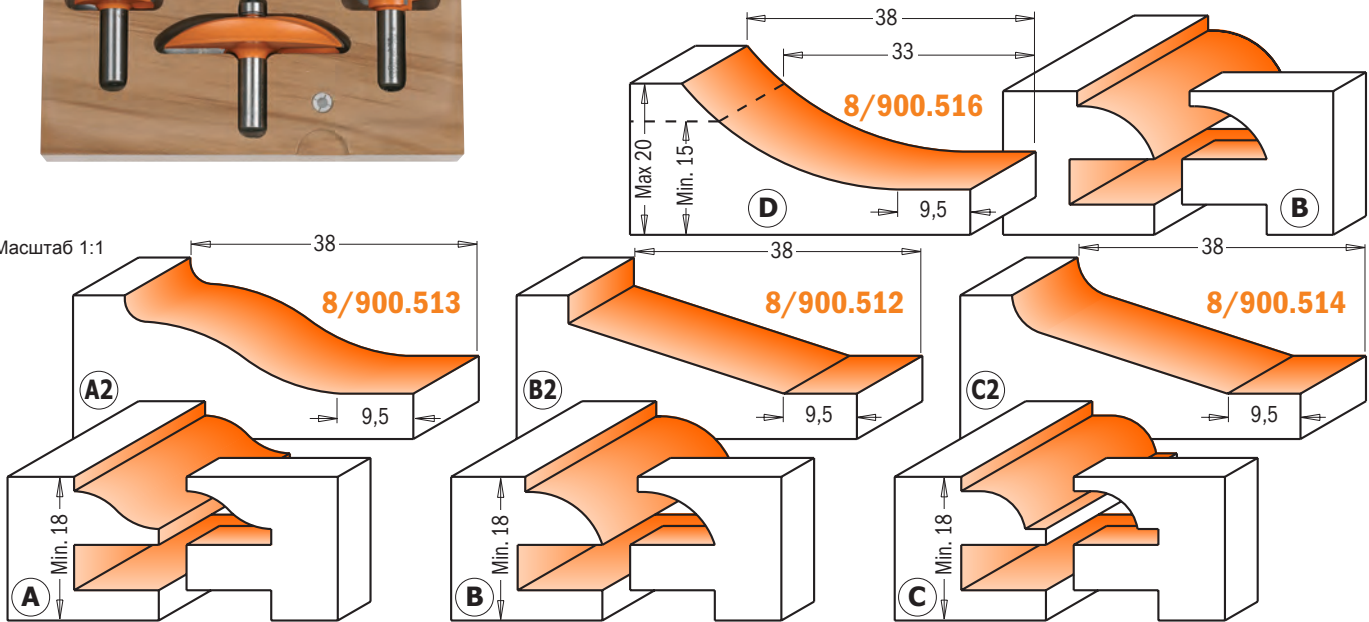 38
33
8/900.516
Max 20
Min. 15
9,5
D
B
Масштаб 1:1
38
8/900.513
A2
9,5
38
8/900.512
B2
9,5
38
8/900.514
C2
9,5
Min. 18
A
Min. 18
B
Min. 18
C